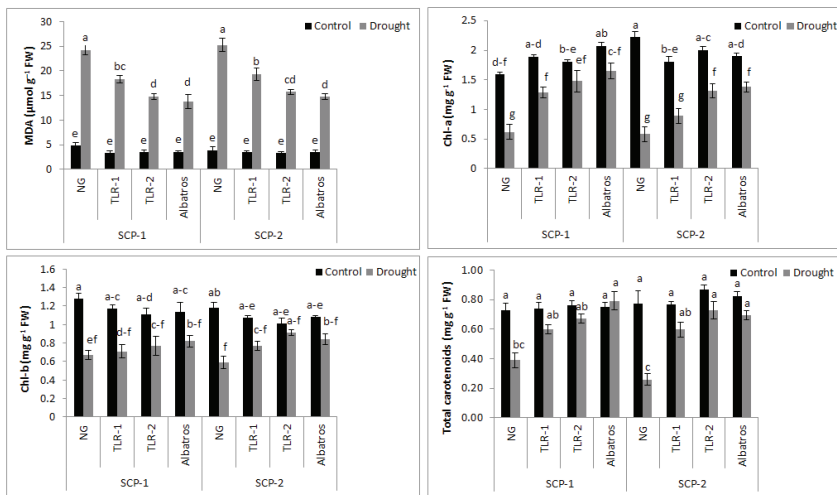 MDA (µmol g⁻¹ FW)
30
25
20
15
10
5
0
Control Drought
a a
bc b
d d cd d
e e e e e e e e
NG TLR-1 TLR-2 Albatros NG TLR-1 TLR-2 Albatros
SCP-1 SCP-2
Chl-a (mg g⁻¹ FW)
2.5
2
1.5
1
0.5
0
Control Drought
d-f a-d b-e ab a b-e a-d a-d
g f ef c-f g g f f
NG TLR-1 TLR-2 Albatros NG TLR-1 TLR-2 Albatros
SCP-1 SCP-2
Chl-b (mg g⁻¹ FW)
1.6
1.4
1.2
1
0.8
0.6
0.4
0.2
0
Control Drought
a a-c a-d a-c ab a-e a-e a-e
ef d-f c-f b-f f c-f a-f b-f
NG TLR-1 TLR-2 Albatros NG TLR-1 TLR-2 Albatros
SCP-1 SCP-2
Total carotenoids (mg g⁻¹ FW)
1.00
0.80
0.60
0.40
0.20
0.00
Control Drought
a a a a a a a a
bc ab ab a c ab a a
NG TLR-1 TLR-2 Albatros NG TLR-1 TLR-2 Albatros
SCP-1 SCP-2